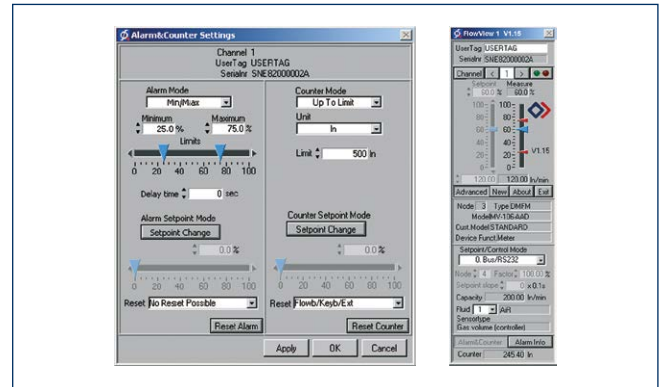 Alarm&Counter Settings
Channel 1
UserTag USERTAG
Serialnr SNE82000002A
Alarm Mode
Min/Max
Minimum Maximum
25.0 % 75.0 %
Limits
0 20 40 60 80 100
Delay time 0 sec
Alarm Setpoint Mode
Setpoint Change
0.0 %
0 20 40 60 80 100
Reset No Reset Possble
Reset Alarm
Counter Mode
Up To Limit
Unit
ln
Limit 500 ln
Counter Setpoint Mode
Setpoint Change
0.0 %
0 20 40 60 80 100
Reset Flowb/Keyb/Ext
Reset Counter
Apply OK Cancel
FlowView 1 V1.15
UserTag USERTAG
Serialnr SNE82000002A
Channel < 1 >
Setpoint Measure
60.0 % 60.0 %
100 100
80 80
60 60
40 40
20 20
0 0
V1.15
120.00 120.00 ln/min
Advanced New About Exit
Node 3 Type DMFM
Model MV-106-AAD
Cust.Model STANDARD
Device Funct. Meter
Setpoint/Control Mode
0. Bus/RS232
Node 4 Factor 100.00 %
Setpoint slope 0 x 0.1s
Capacity 200.00 ln/min
Fluid 1 AIR
Sensortype
Gas volume (controller)
Alarm&Counter Alarm Info
Counter 245.40 ln